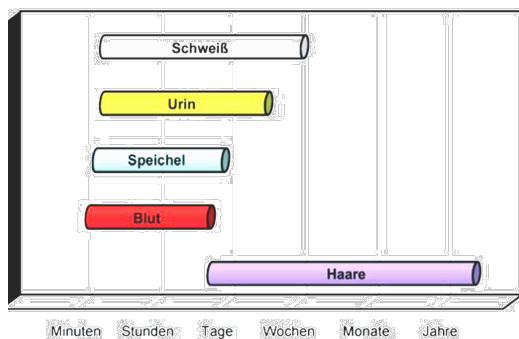 Schweiß
Urin
Speichel
Blut
Haare
Minuten Stunden Tage Wochen Monate Jahre